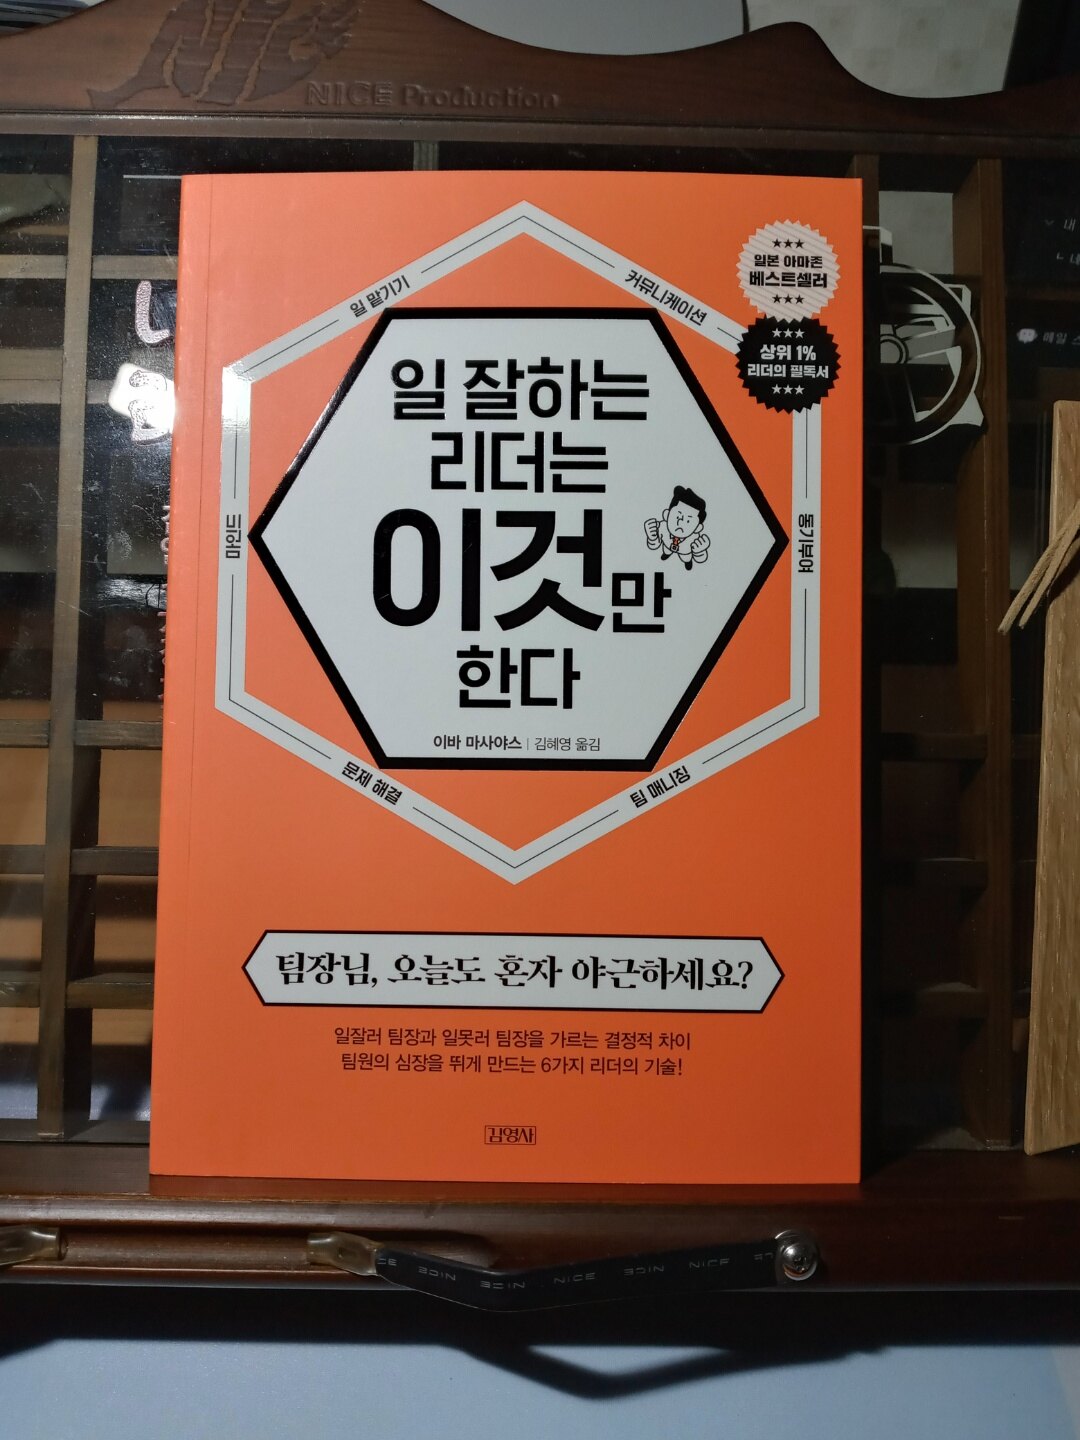 NICE Production
일본 아마존
베스트셀러
상위 1%
리더의 필독서
일 맡기기
커뮤니케이션
마인드
동기부여
문제 해결
팀 매니징
일 잘하는
리더는
이것만
한다
이바 마사야스 | 김혜영 옮김
팀장님, 오늘도 혼자 야근하세요?
일잘러 팀장과 일못러 팀장을 가르는 결정적 차이
팀원의 심장을 뛰게 만드는 6가지 리더의 기술!
김영사
NICE NICE NICE NICE NICE